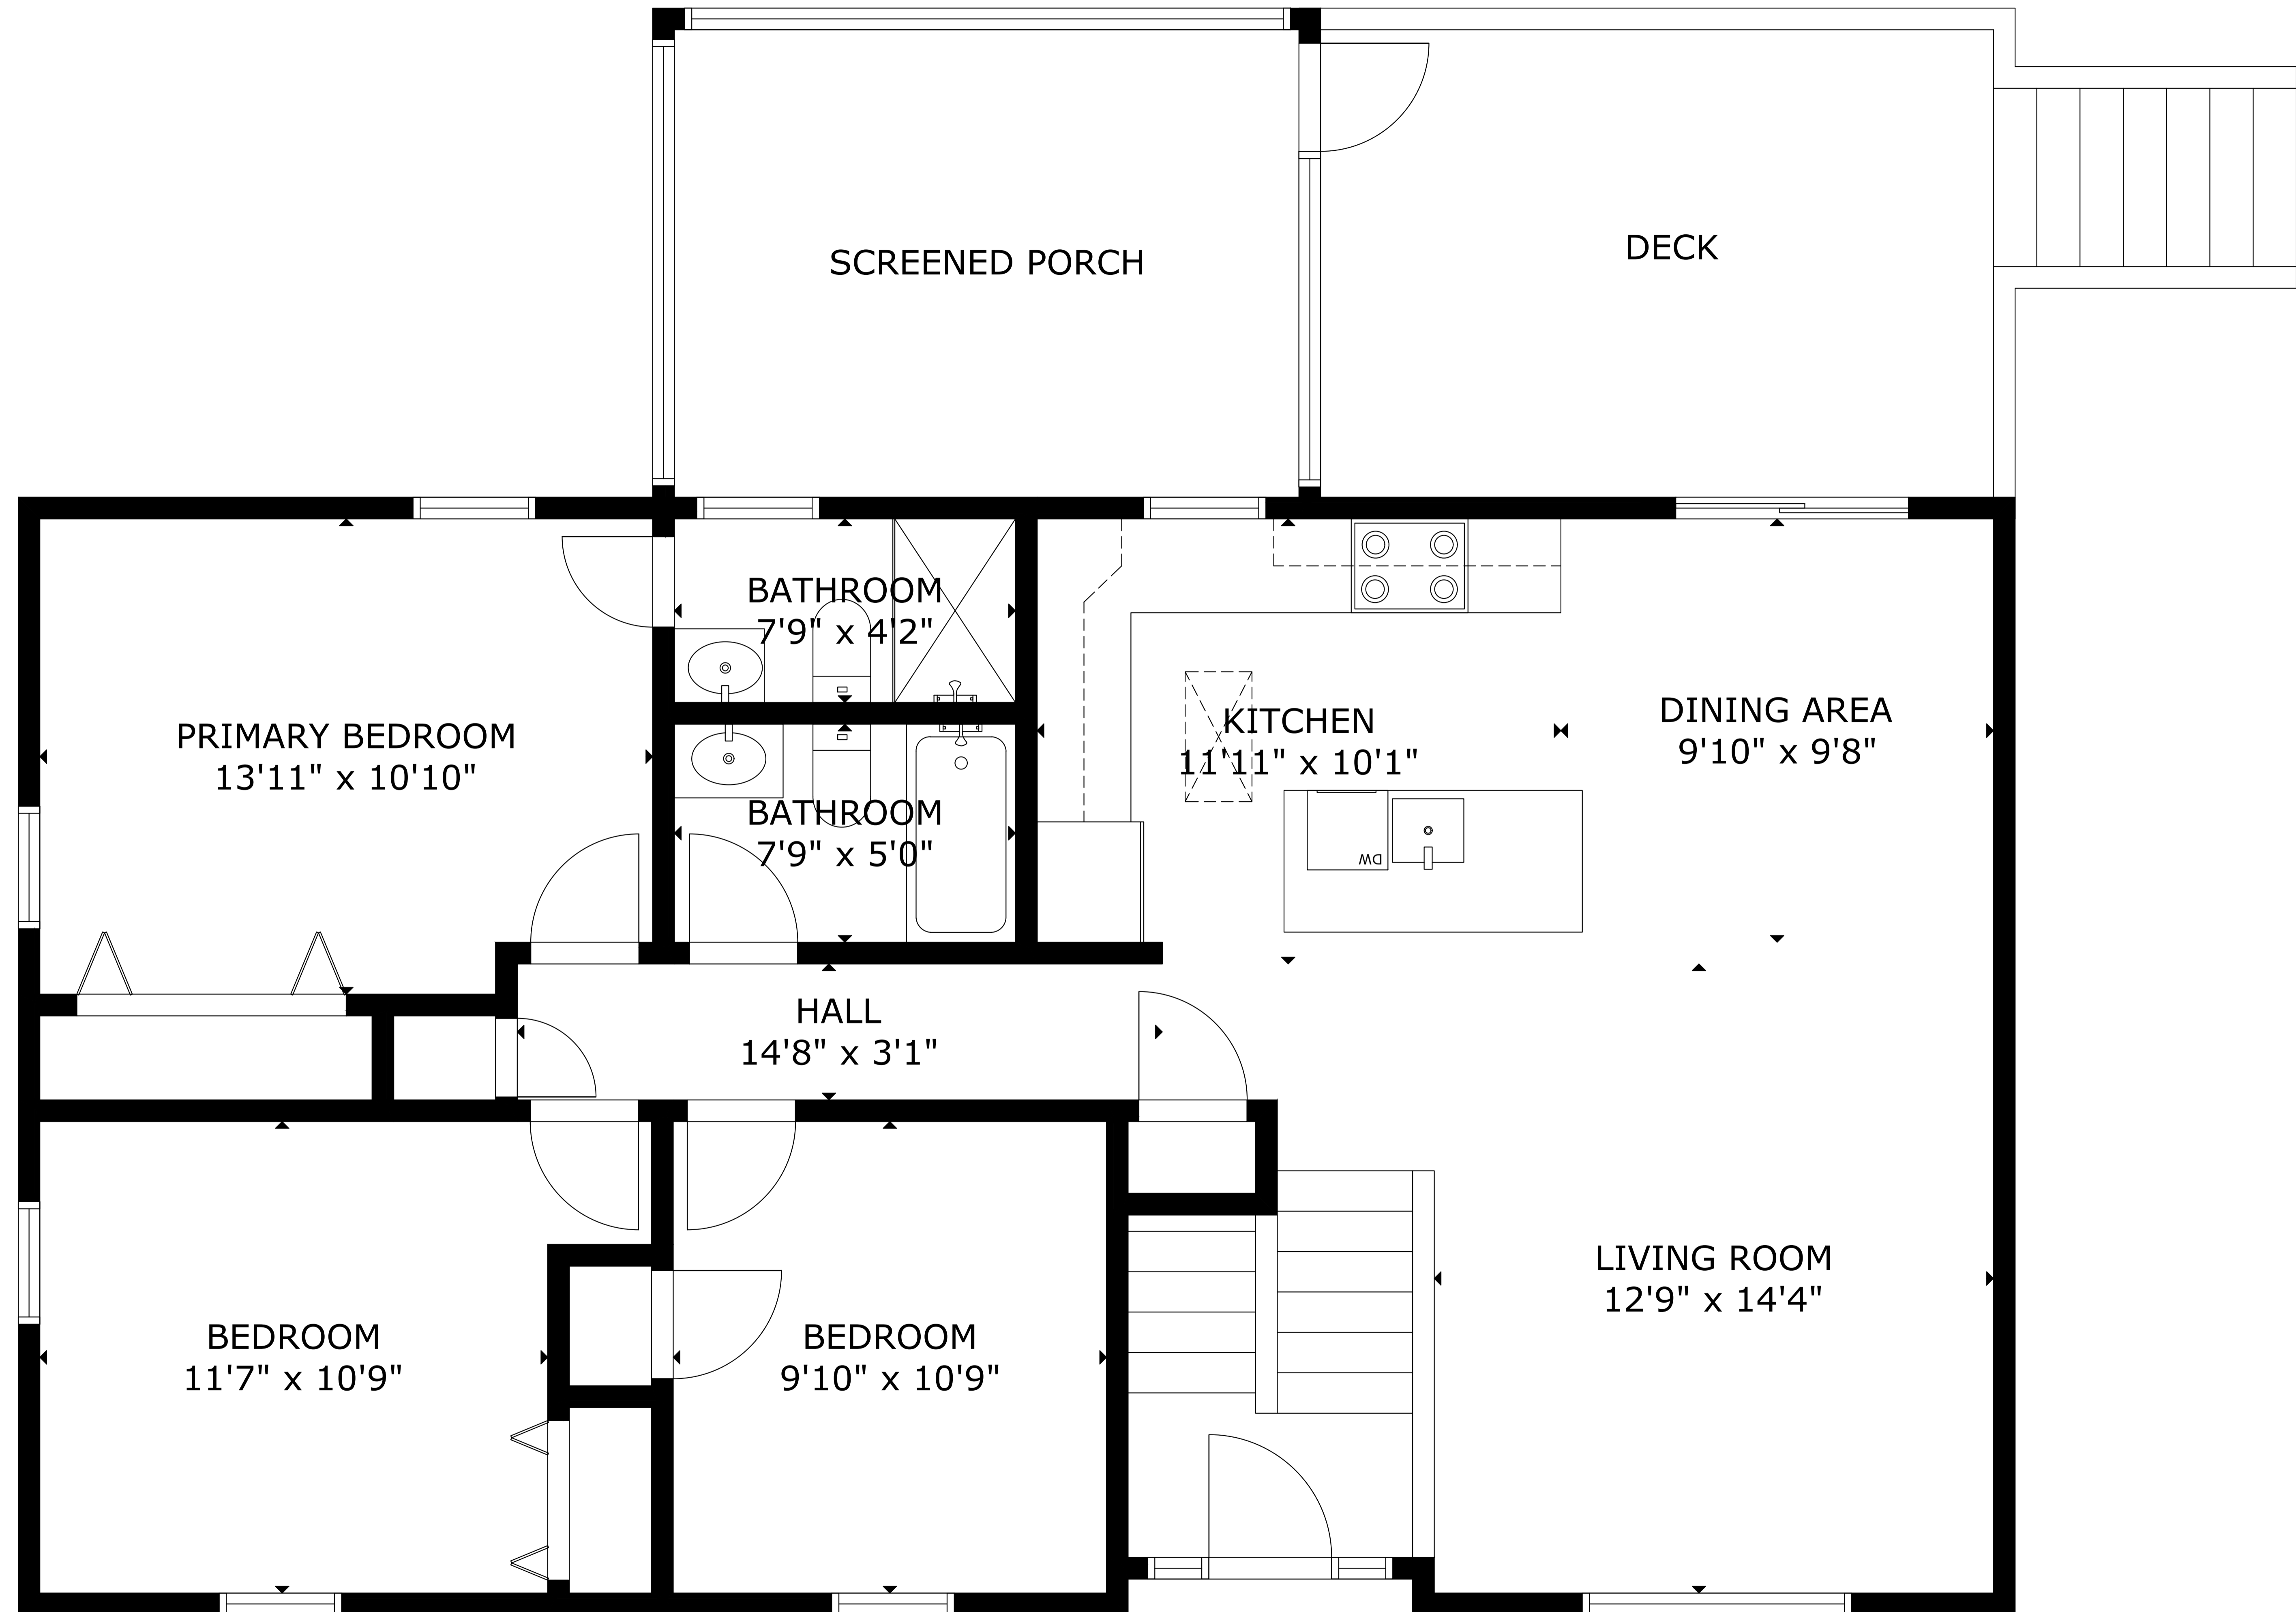 SCREENED PORCH
DECK
BATHROOM
7'9" x 4'2"
PRIMARY BEDROOM
13'11" x 10'10"
KITCHEN
11'11" x 10'1"
DINING AREA
9'10" x 9'8"
BATHROOM
7'9" x 5'0"
DW
HALL
14'8" x 3'1"
LIVING ROOM
12'9" x 14'4"
BEDROOM
11'7" x 10'9"
BEDROOM
9'10" x 10'9"